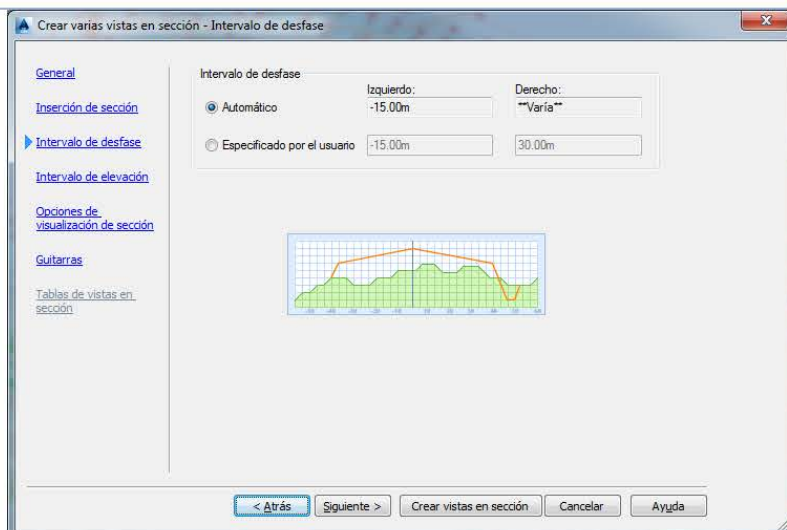 Crear varias vistas en sección - Intervalo de desfase
General
Inserción de sección
Intervalo de desfase
Intervalo de elevación
Opciones de
visualización de sección
Guitarras
Tablas de vistas en
sección
Intervalo de desfase
Izquierdo: Derecho:
Automático -15.00m **Varía**
Especificado por el usuario -15.00m 30.00m
< Atrás Siguiente > Crear vistas en sección Cancelar Ayuda